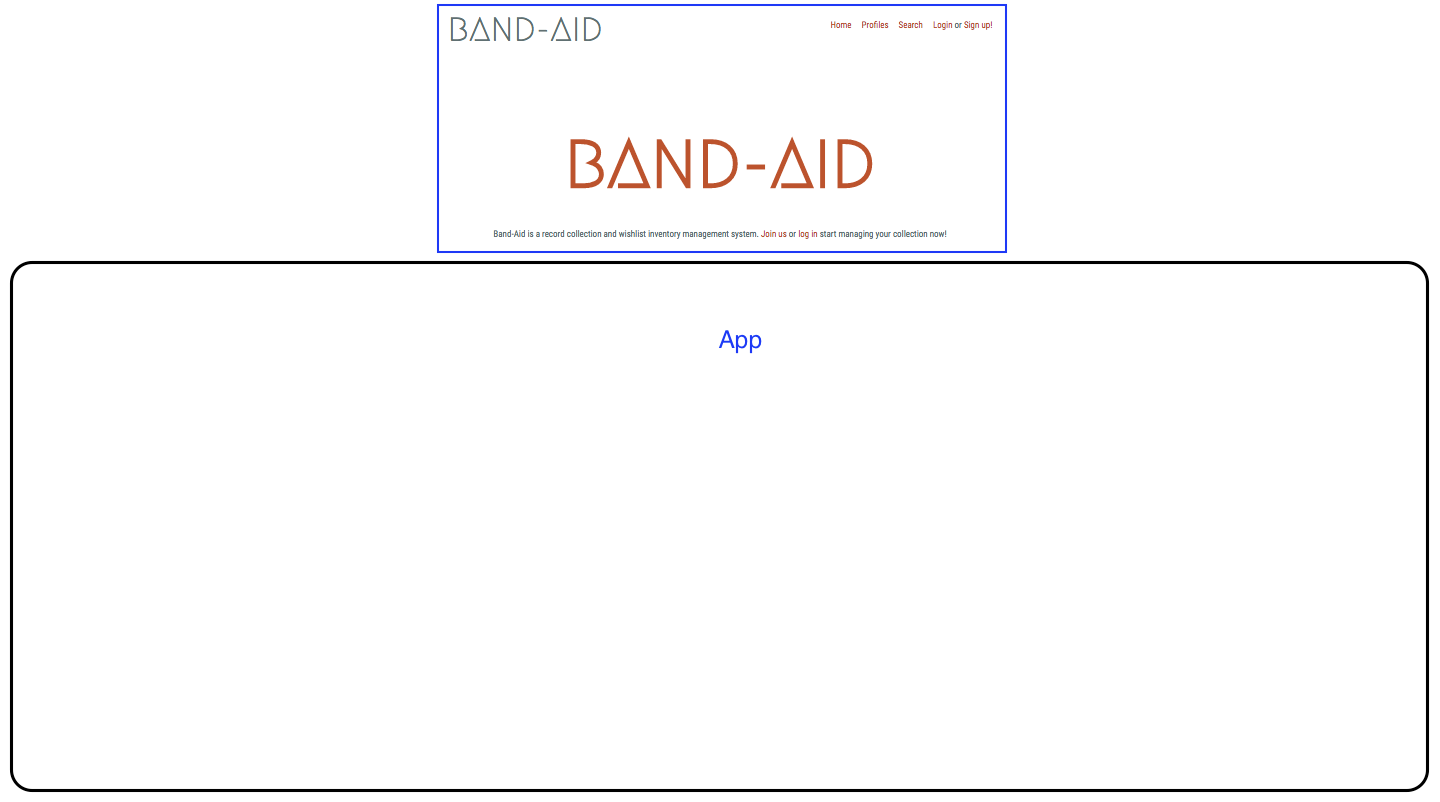 BAND-AID
Home Profiles Search Login or Sign up!
BAND-AID
Band-Aid is a record collection and wishlist inventory management system. Join us or log in start managing your collection now!
App